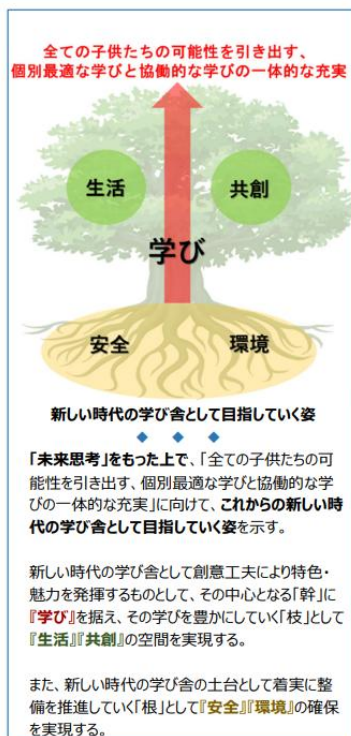 全ての子供たちの可能性を引き出す、
個別最適な学びと協働的な学びの一体的な充実
生活
共創
学び
安全
環境
新しい時代の学び舎として目指していく姿
「未来思考」をもった上で、「全ての子供たちの可
能性を引き出す、個別最適な学びと協働的な学
びの一体的な充実」に向けて、これからの新しい時
代の学び舎として目指していく姿を示す。
新しい時代の学び舎として創意工夫により特色・
魅力を発揮するものとして、その中心となる「幹」に
『学び』を据え、その学びを豊かにしていく「枝」として
『生活』『共創』の空間を実現する。
また、新しい時代の学び舎の土台として着実に整
備を推進していく「根」として『安全』『環境』の確保
を実現する。